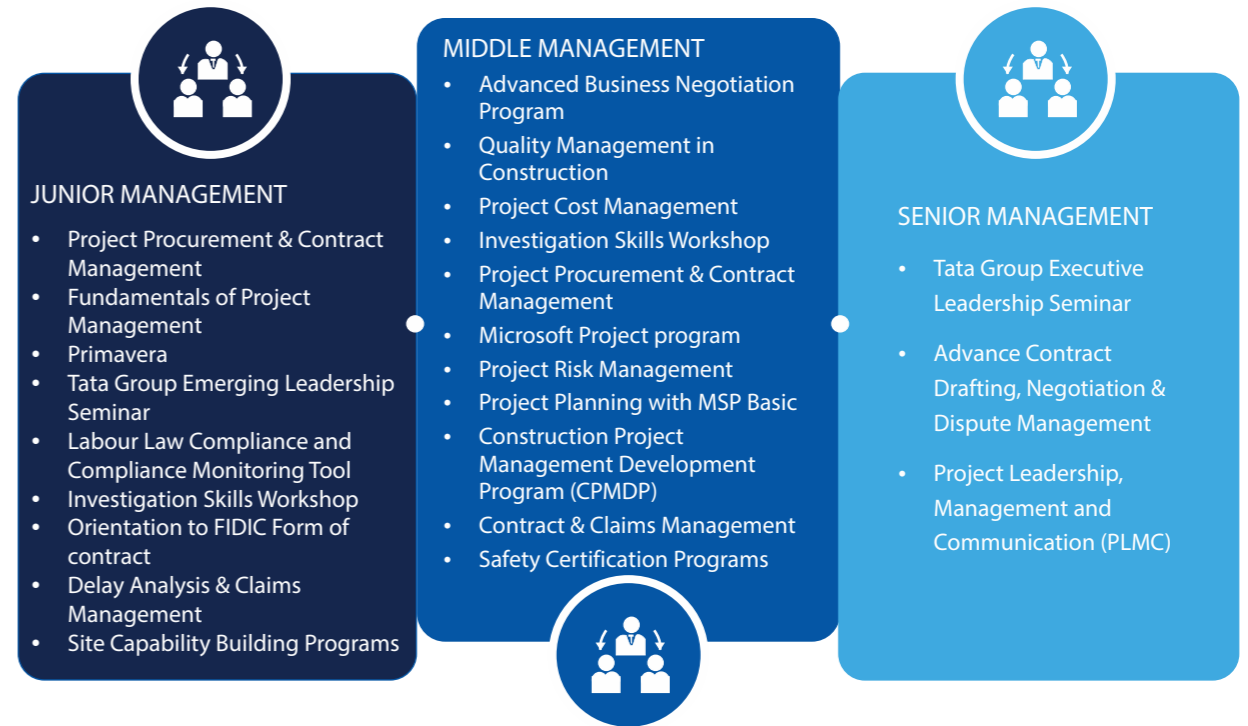 JUNIOR MANAGEMENT
• Project Procurement & Contract
Management
• Fundamentals of Project
Management
• Primavera
• Tata Group Emerging Leadership
Seminar
• Labour Law Compliance and
Compliance Monitoring Tool
• Investigation Skills Workshop
• Orientation to FIDIC Form of
contract
• Delay Analysis & Claims
Management
• Site Capability Building Programs
MIDDLE MANAGEMENT
• Advanced Business Negotiation
Program
• Quality Management in
Construction
• Project Cost Management
• Investigation Skills Workshop
• Project Procurement & Contract
Management
• Microsoft Project program
• Project Risk Management
• Project Planning with MSP Basic
• Construction Project
Management Development
Program (CPMDP)
• Contract & Claims Management
• Safety Certification Programs
SENIOR MANAGEMENT
• Tata Group Executive
Leadership Seminar
• Advance Contract
Drafting, Negotiation &
Dispute Management
• Project Leadership,
Management and
Communication (PLMC)